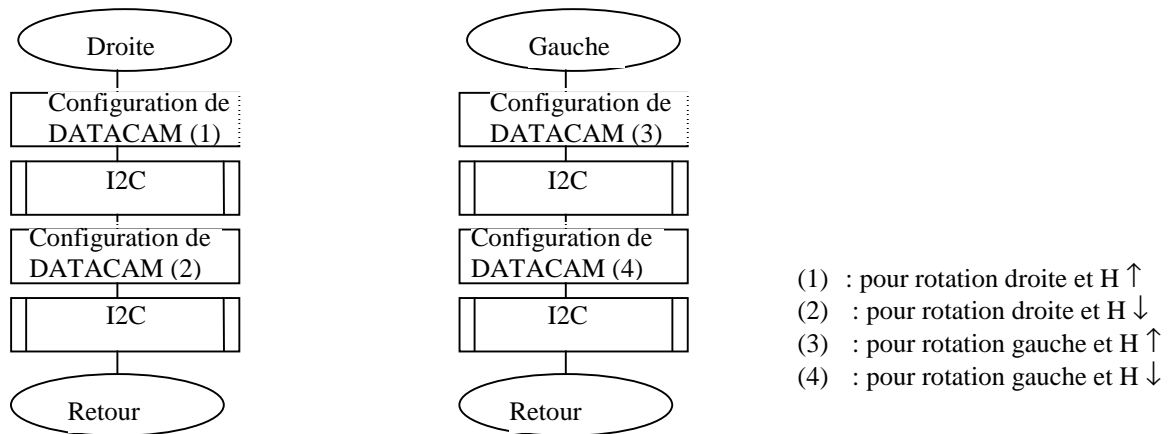 Droite
Configuration de
DATACAM (1)
I2C
Configuration de
DATACAM (2)
I2C
Retour
Gauche
Configuration de
DATACAM (3)
I2C
Configuration de
DATACAM (4)
I2C
Retour
(1) : pour rotation droite et H ↑
(2) : pour rotation droite et H ↓
(3) : pour rotation gauche et H ↑
(4) : pour rotation gauche et H ↓